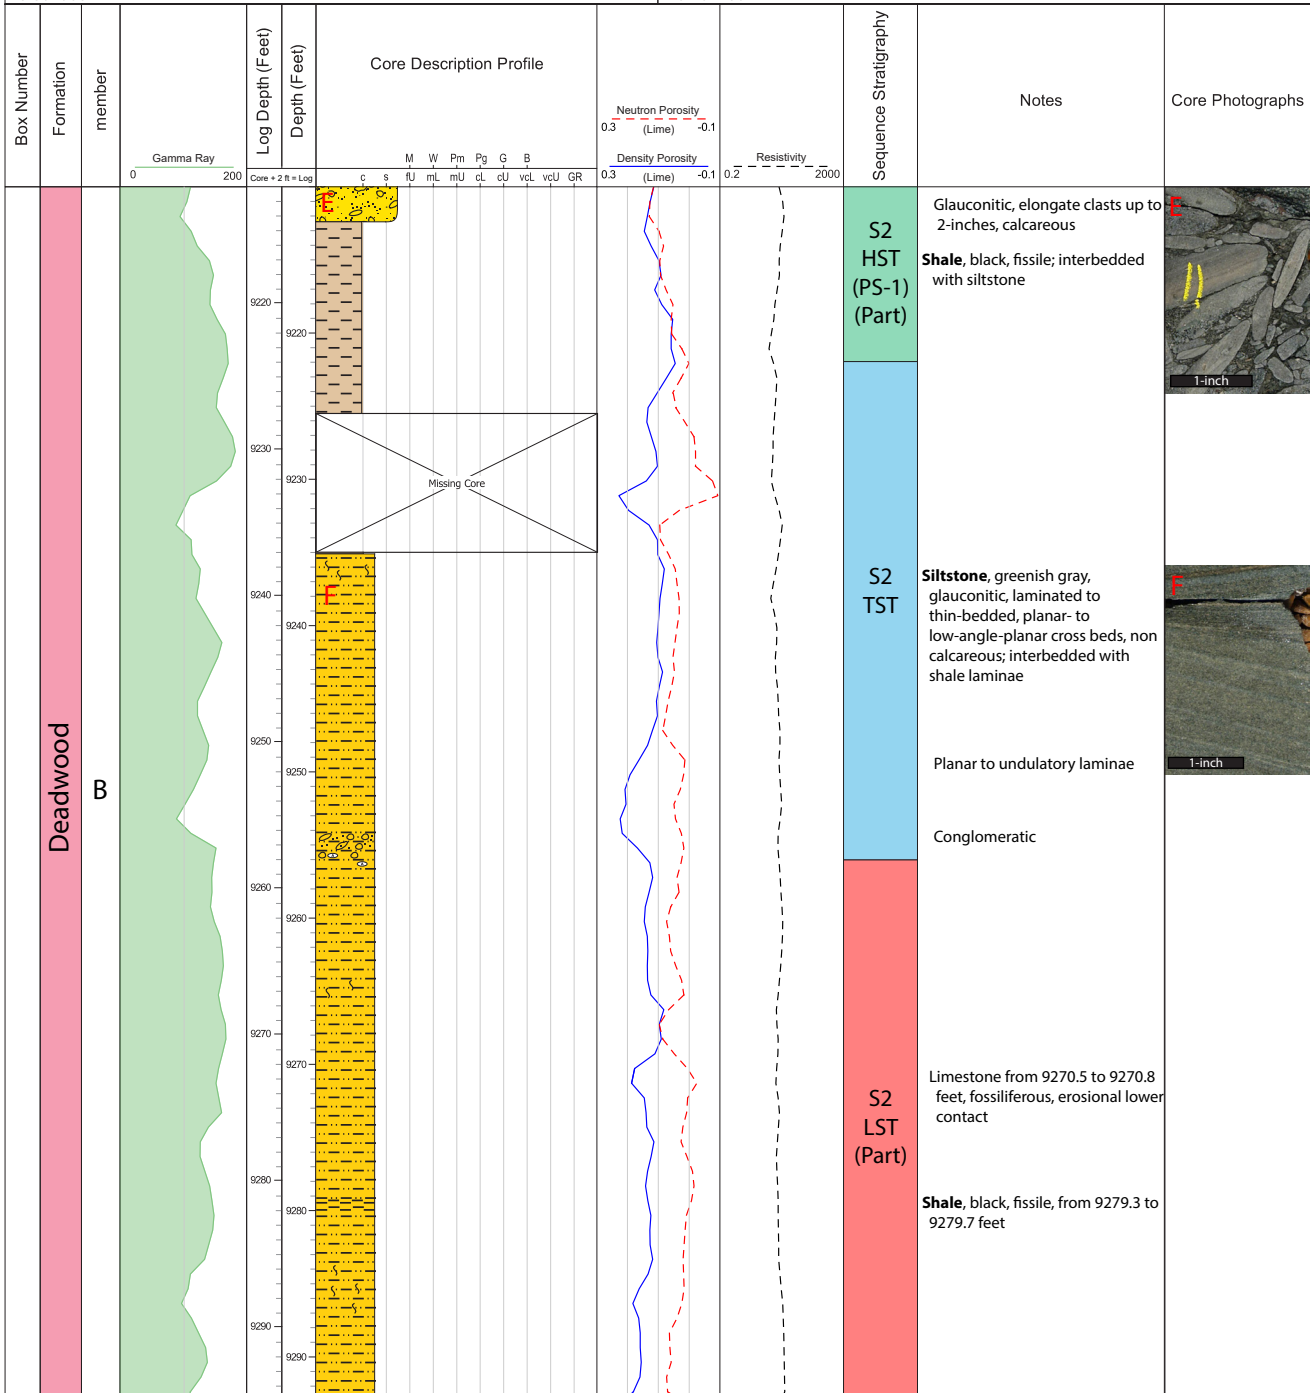 Box Number
Formation
member
Gamma Ray
0 200
Log Depth (Feet)
Core + 2 ft = Log
Depth (Feet)
Core Description Profile
M W Pm Pg G B
c s fU mL mU cL cU vcL vcU GR
Neutron Porosity
0.3 (Lime) -0.1
Density Porosity
0.3 (Lime) -0.1
Resistivity
0.2 2000
Sequence Stratigraphy
Notes
Core Photographs
Deadwood
B
9220
9230
9240
9250
9260
9270
9280
9290
9220
9230
9240
9250
9260
9270
9280
9290
E
Missing Core
F
S2
HST
(PS-1)
(Part)
S2
TST
S2
LST
(Part)
Glauconitic, elongate clasts up to
2-inches, calcareous
Shale, black, fissile; interbedded
with siltstone
Siltstone, greenish gray,
glauconitic, laminated to
thin-bedded, planar- to
low-angle-planar cross beds, non
calcareous; interbedded with
shale laminae
Planar to undulatory laminae
Conglomeratic
Limestone from 9270.5 to 9270.8
feet, fossiliferous, erosional lower
contact
Shale, black, fissile, from 9279.3 to
9279.7 feet
E
1-inch
F
1-inch